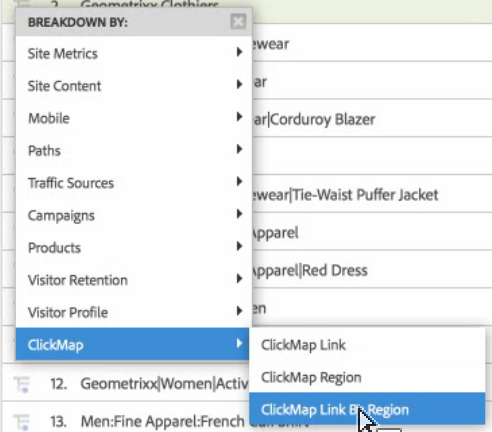 2. Geometrixx Clothiers
BREAKDOWN BY:
Site Metrics
ewear
Site Content
ar
Mobile
ar|Corduroy Blazer
Paths
Traffic Sources
ewear|Tie-Waist Puffer Jacket
Campaigns
Apparel
Products
Apparel|Red Dress
Visitor Retention
Visitor Profile
en
ClickMap
ClickMap Link
ClickMap Region
12. Geometrixx|Women|Activ
ClickMap Link By Region
13. Men:Fine Apparel:French Cuff Shirt